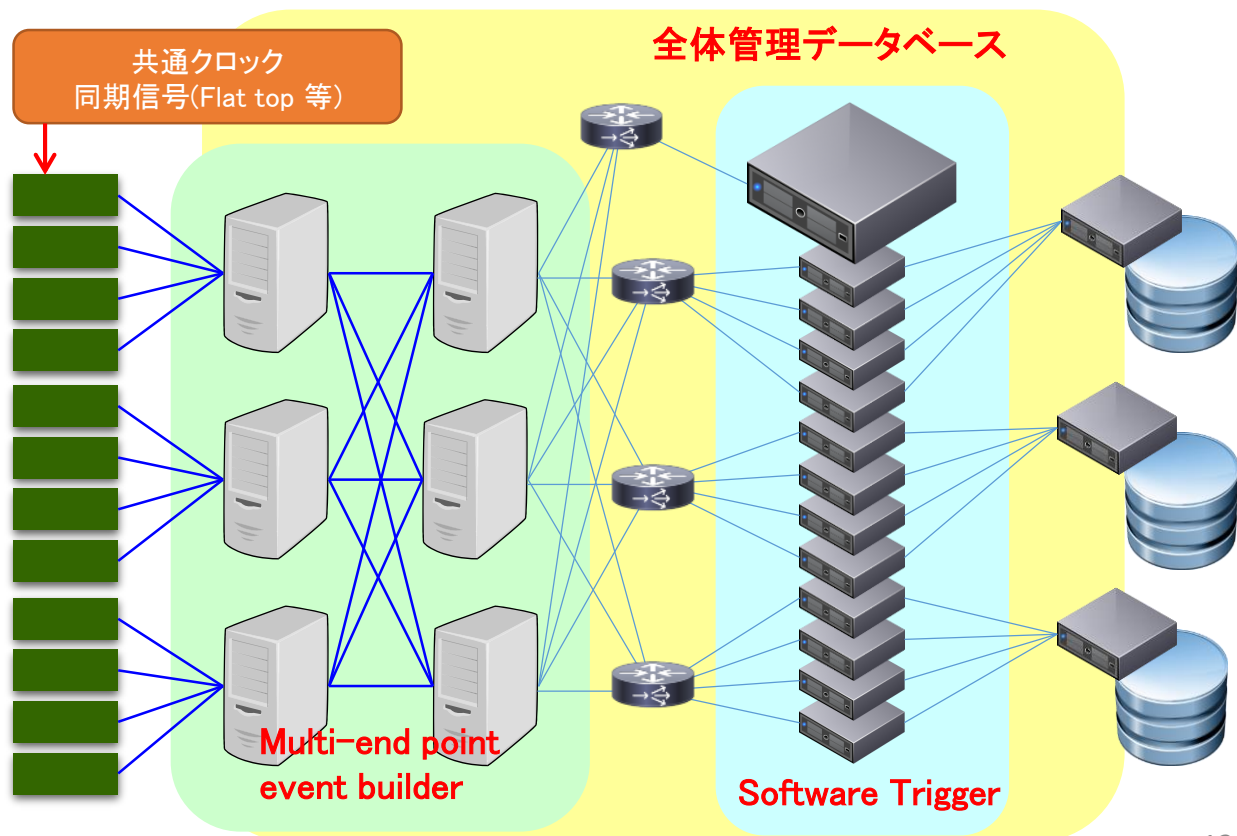 共通クロック
同期信号(Flat top 等)
全体管理データベース
Multi-end point
event builder
Software Trigger